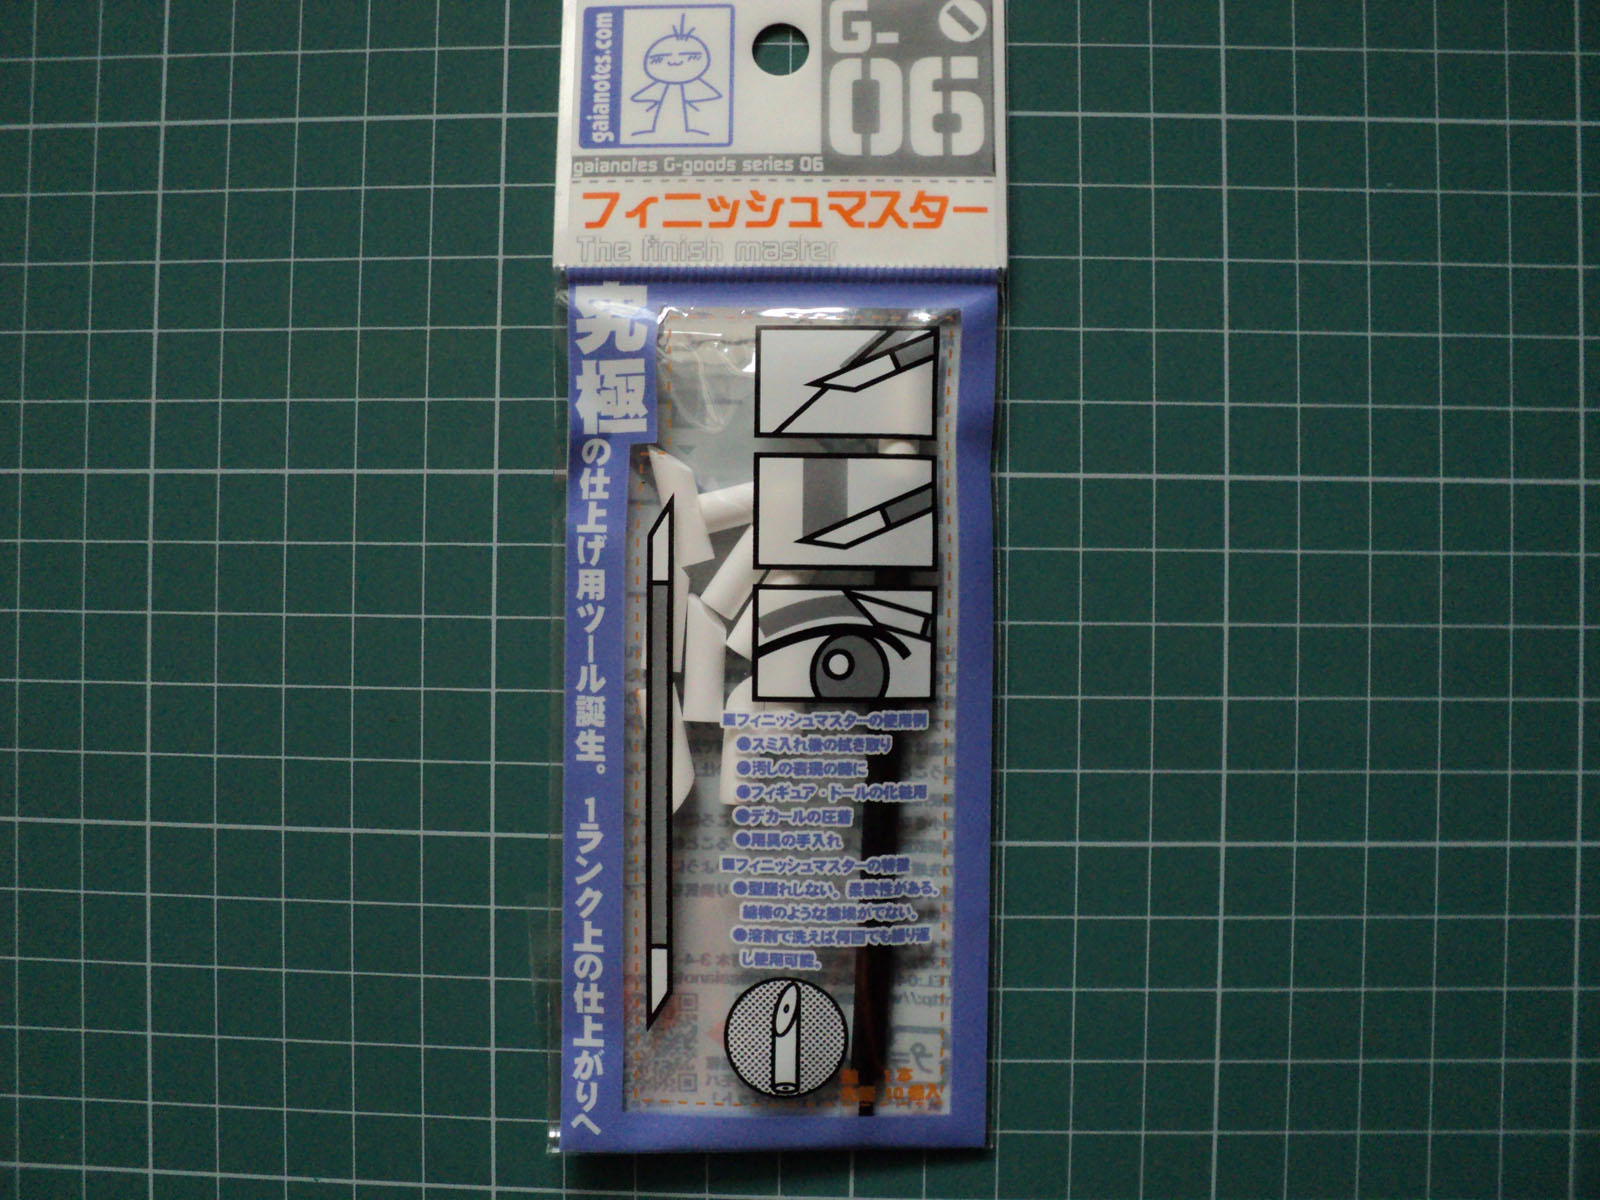 gaianotes.com
G-06
gaianotes G-goods series 06
フィニッシュマスター
The finish master
究極の仕上げ用ツール誕生。 1ランク上の仕上がりへ
■フィニッシュマスターの使用例
●スミ入れ後の拭き取り
●汚しの表現の時に
●フィギュア・ドールの化粧用
●デカールの圧着
●用具の手入れ
■フィニッシュマスターの特徴
●型崩れしない。柔軟性がある。
綿棒のような綿埃がでない。
●溶剤で洗えば何回でも繰り返
し使用可能。